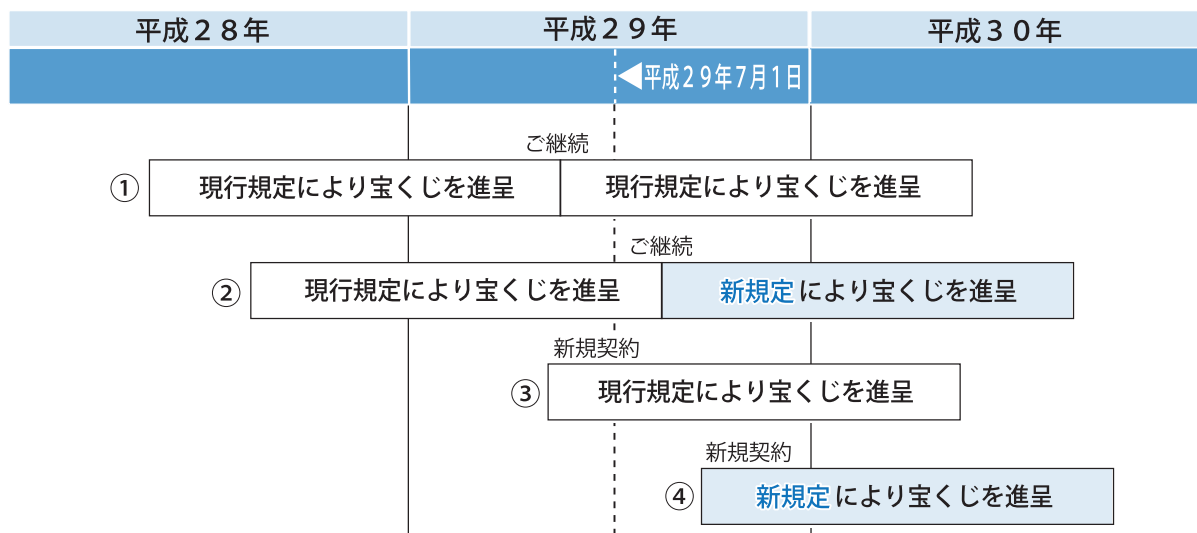 平成２８年
平成２９年
平成３０年
◀平成２９年７月１日
ご継続
① 現行規定により宝くじを進呈 現行規定により宝くじを進呈
ご継続
② 現行規定により宝くじを進呈 新規定により宝くじを進呈
新規契約
③ 現行規定により宝くじを進呈
新規契約
④ 新規定により宝くじを進呈